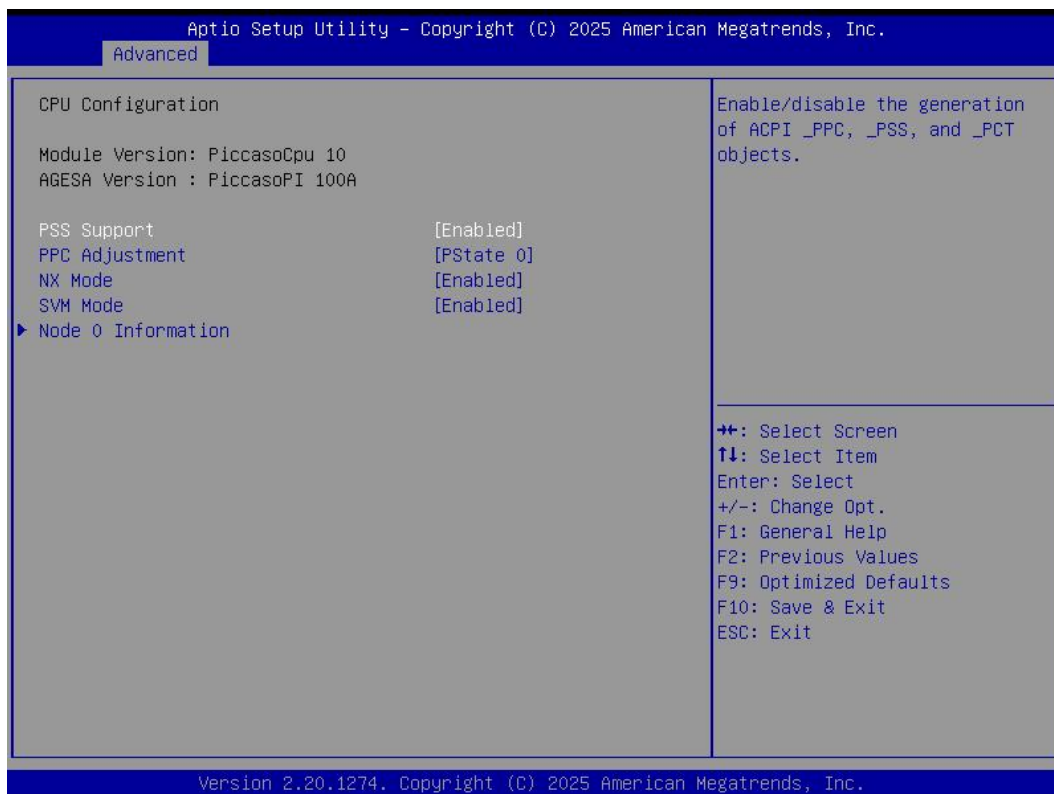 Aptio Setup Utility – Copyright (C) 2025 American Megatrends, Inc.
Advanced
CPU Configuration
Module Version: PiccasoCpu 10
AGESA Version : PiccasoPI 100A
PSS Support [Enabled]
PPC Adjustment [PState 0]
NX Mode [Enabled]
SVM Mode [Enabled]
Node 0 Information
Enable/disable the generation
of ACPI _PPC, _PSS, and _PCT
objects.
→←: Select Screen
↑↓: Select Item
Enter: Select
+/-: Change Opt.
F1: General Help
F2: Previous Values
F9: Optimized Defaults
F10: Save & Exit
ESC: Exit
Version 2.20.1274. Copyright (C) 2025 American Megatrends, Inc.